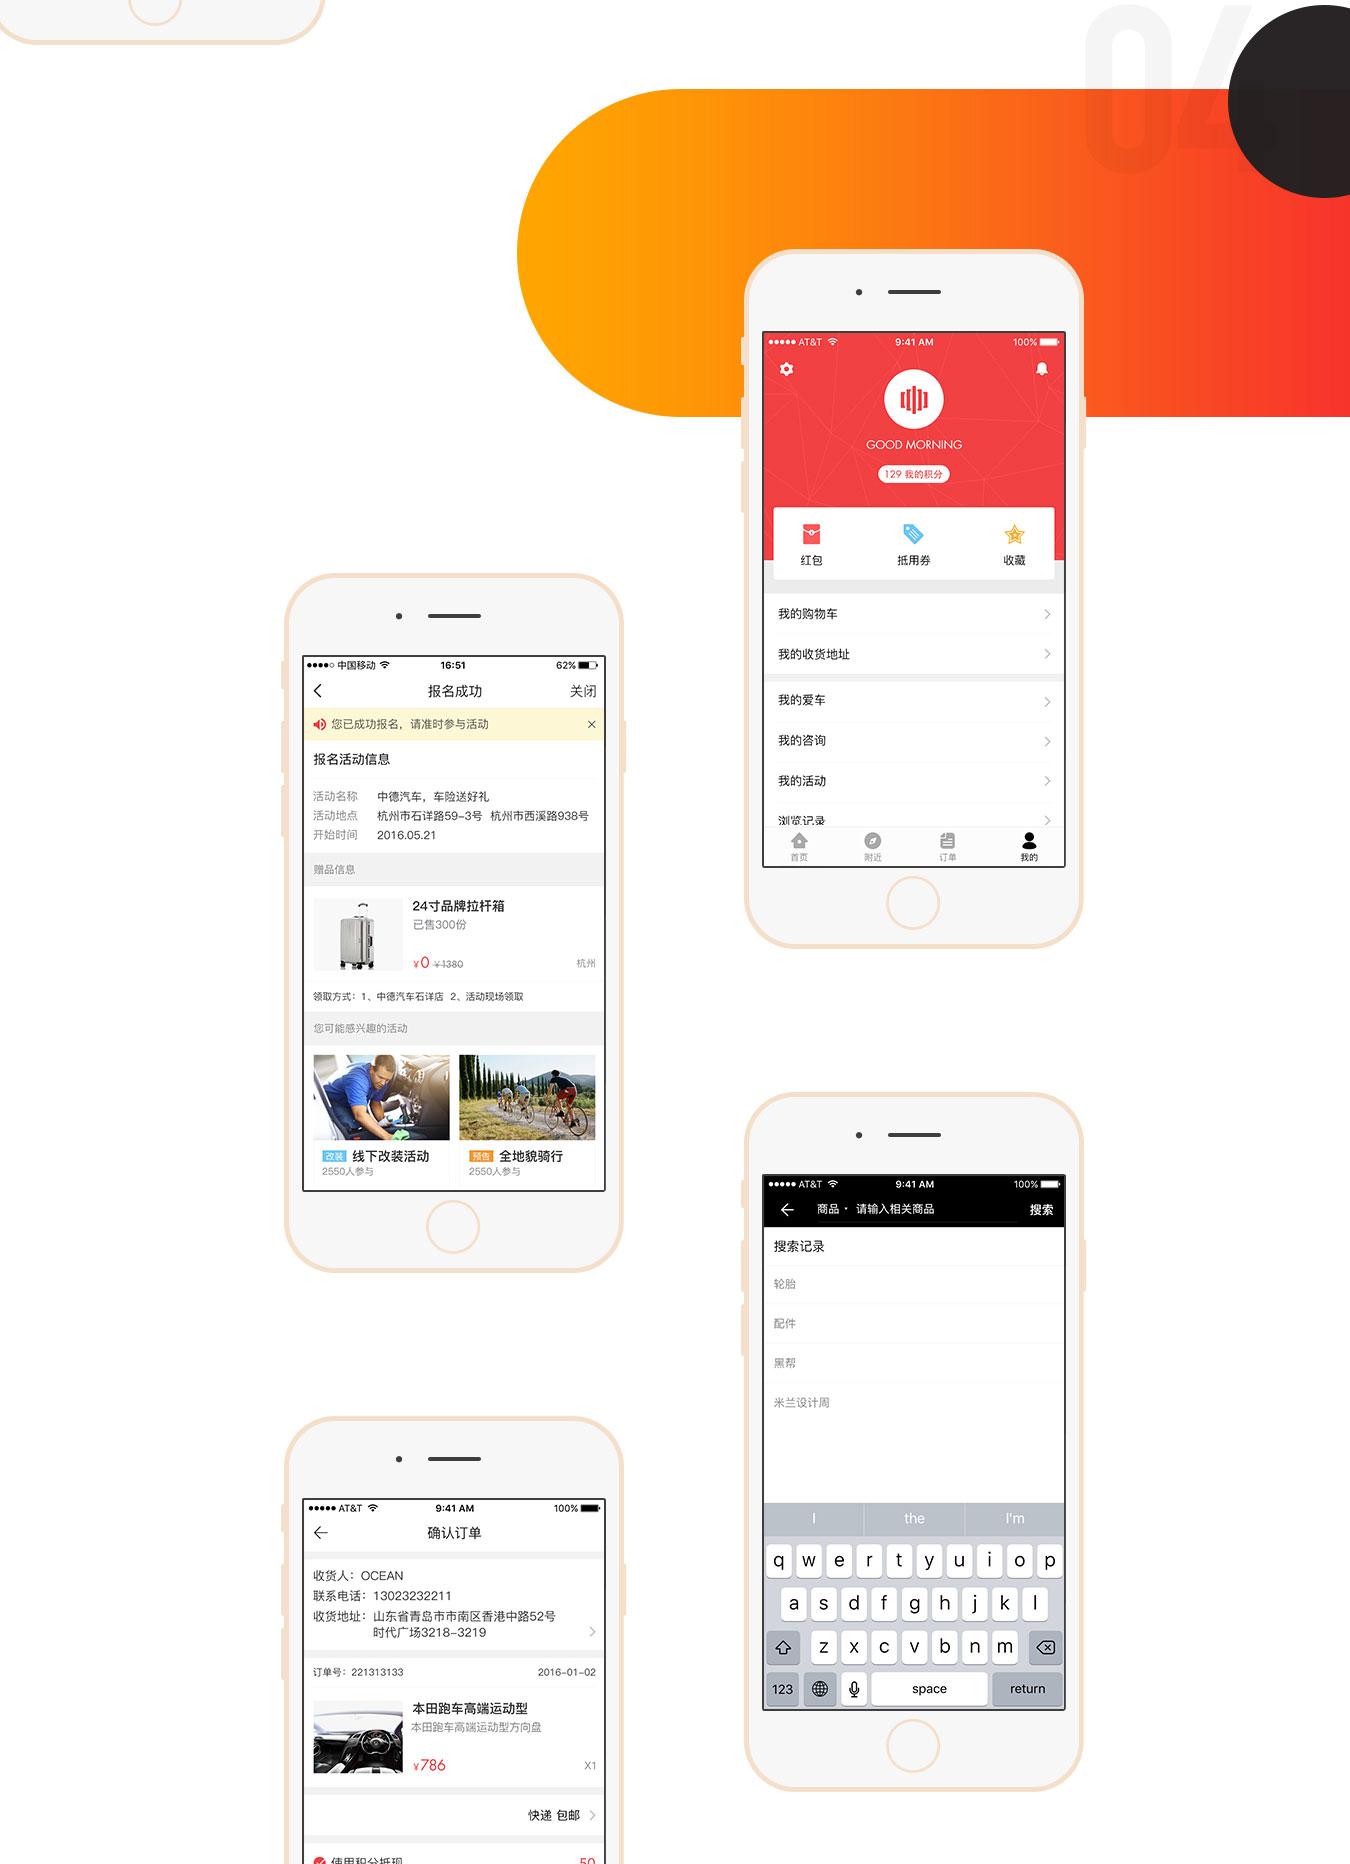 04
●●●●● AT&T 9:41 AM 100%
GOOD MORNING
129 我的积分
红包 抵用券 收藏
我的购物车
我的收货地址
我的爱车
我的咨询
我的活动
浏览记录
首页 附近 订单 我的
●●●●○ 中国移动 16:51 62%
报名成功 关闭
您已成功报名，请准时参与活动 ×
报名活动信息
活动名称 中德汽车，车险送好礼
活动地点 杭州市石详路59-3号 杭州市西溪路938号
开始时间 2016.05.21
赠品信息
24寸品牌拉杆箱
已售300份
¥0 ¥1380 杭州
领取方式：1、中德汽车石详店 2、活动现场领取
您可能感兴趣的活动
改装 线下改装活动
2550人参与
预告 全地貌骑行
2550人参与
●●●●● AT&T 9:41 AM 100%
商品 · 请输入相关商品 搜索
搜索记录
轮胎
配件
黑帮
米兰设计周
I the I'm
q w e r t y u i o p
a s d f g h j k l
z x c v b n m
123 space return
●●●●● AT&T 9:41 AM 100%
确认订单
收货人：OCEAN
联系电话：13023232211
收货地址：山东省青岛市市南区香港中路52号
时代广场3218-3219
订单号：221313133 2016-01-02
本田跑车高端运动型
本田跑车高端运动型方向盘
¥786 X1
快递 包邮
使用积分抵现 50